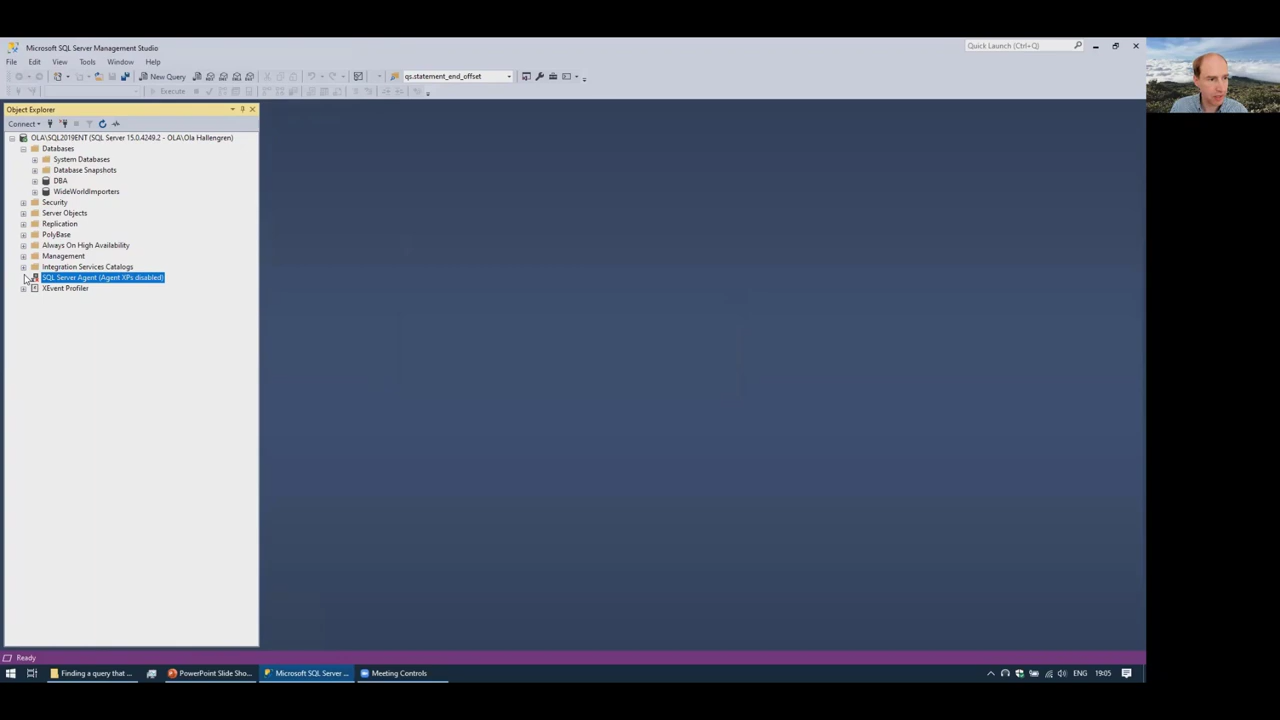 Microsoft SQL Server Management Studio
Quick Launch (Ctrl+Q)
File Edit View Tools Window Help
New Query
qs.statement_end_offset
Execute
Object Explorer
Connect
OLA\SQL2019ENT (SQL Server 15.0.4249.2 - OLA\Ola Hallengren)
Databases
System Databases
Database Snapshots
DBA
WideWorldImporters
Security
Server Objects
Replication
PolyBase
Always On High Availability
Management
Integration Services Catalogs
SQL Server Agent (Agent XPs disabled)
XEvent Profiler
Ready
Finding a query that ...
PowerPoint Slide Sho...
Microsoft SQL Server ...
Meeting Controls
ENG
19:05